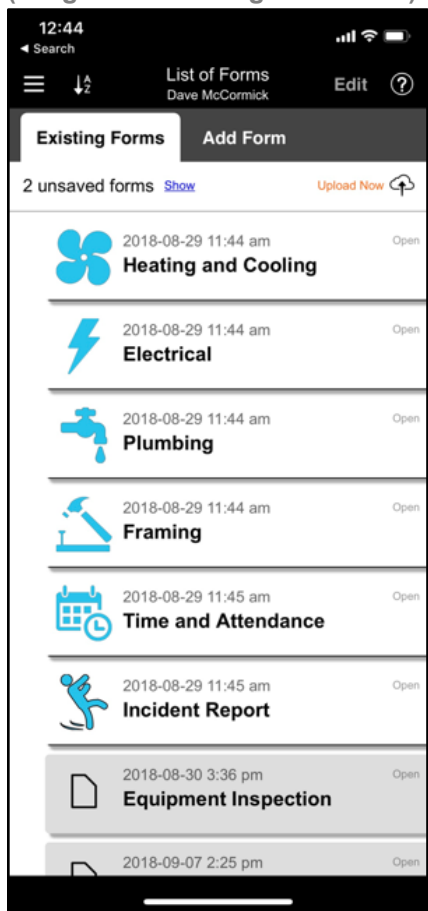 12:44
◄ Search
List of Forms
Dave McCormick
Edit
?
Existing Forms Add Form
2 unsaved forms Show Upload Now
2018-08-29 11:44 am Open
Heating and Cooling
2018-08-29 11:44 am Open
Electrical
2018-08-29 11:44 am Open
Plumbing
2018-08-29 11:44 am Open
Framing
2018-08-29 11:45 am Open
Time and Attendance
2018-08-29 11:45 am Open
Incident Report
2018-08-30 3:36 pm Open
Equipment Inspection
2018-09-07 2:25 pm Open